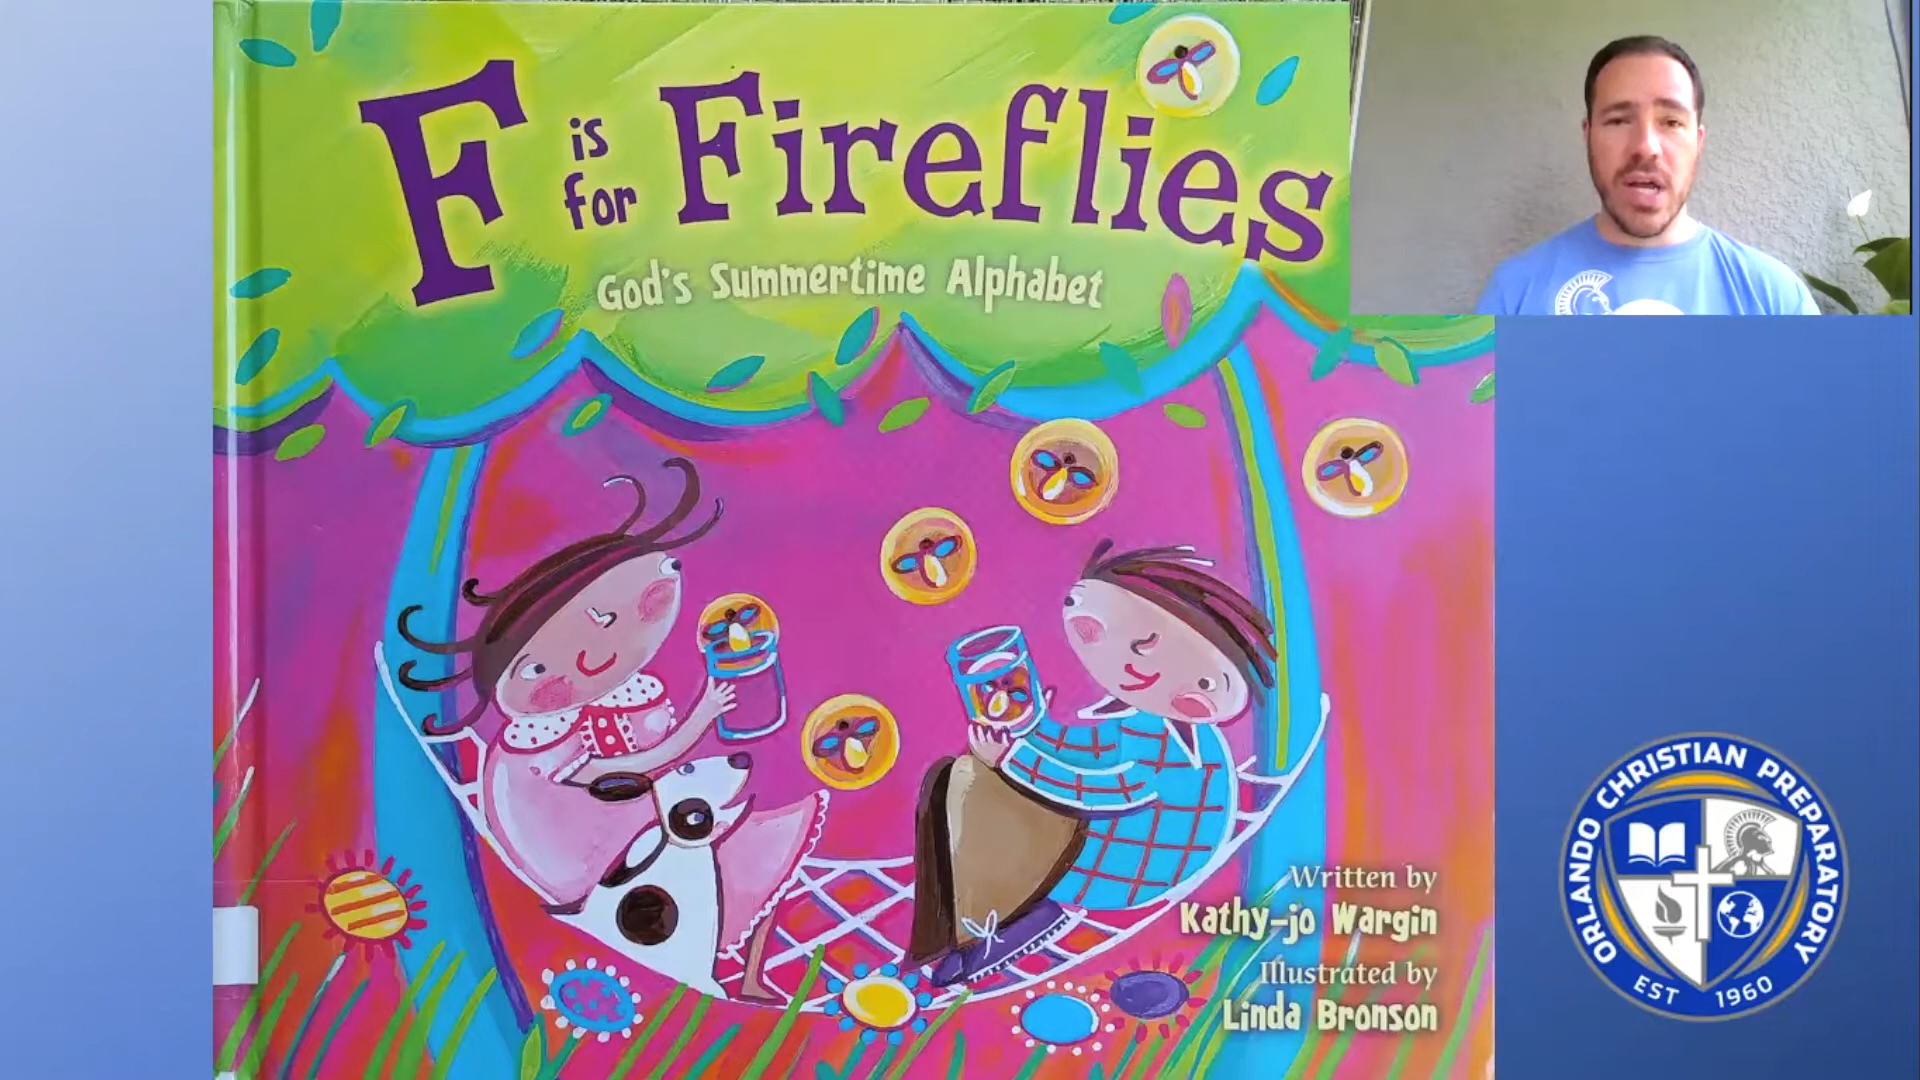 F is for Fireflies
God's Summertime Alphabet
Written by
Kathy-jo Wargin
Illustrated by
Linda Bronson
ORLANDO CHRISTIAN PREPARATORY
EST 1960